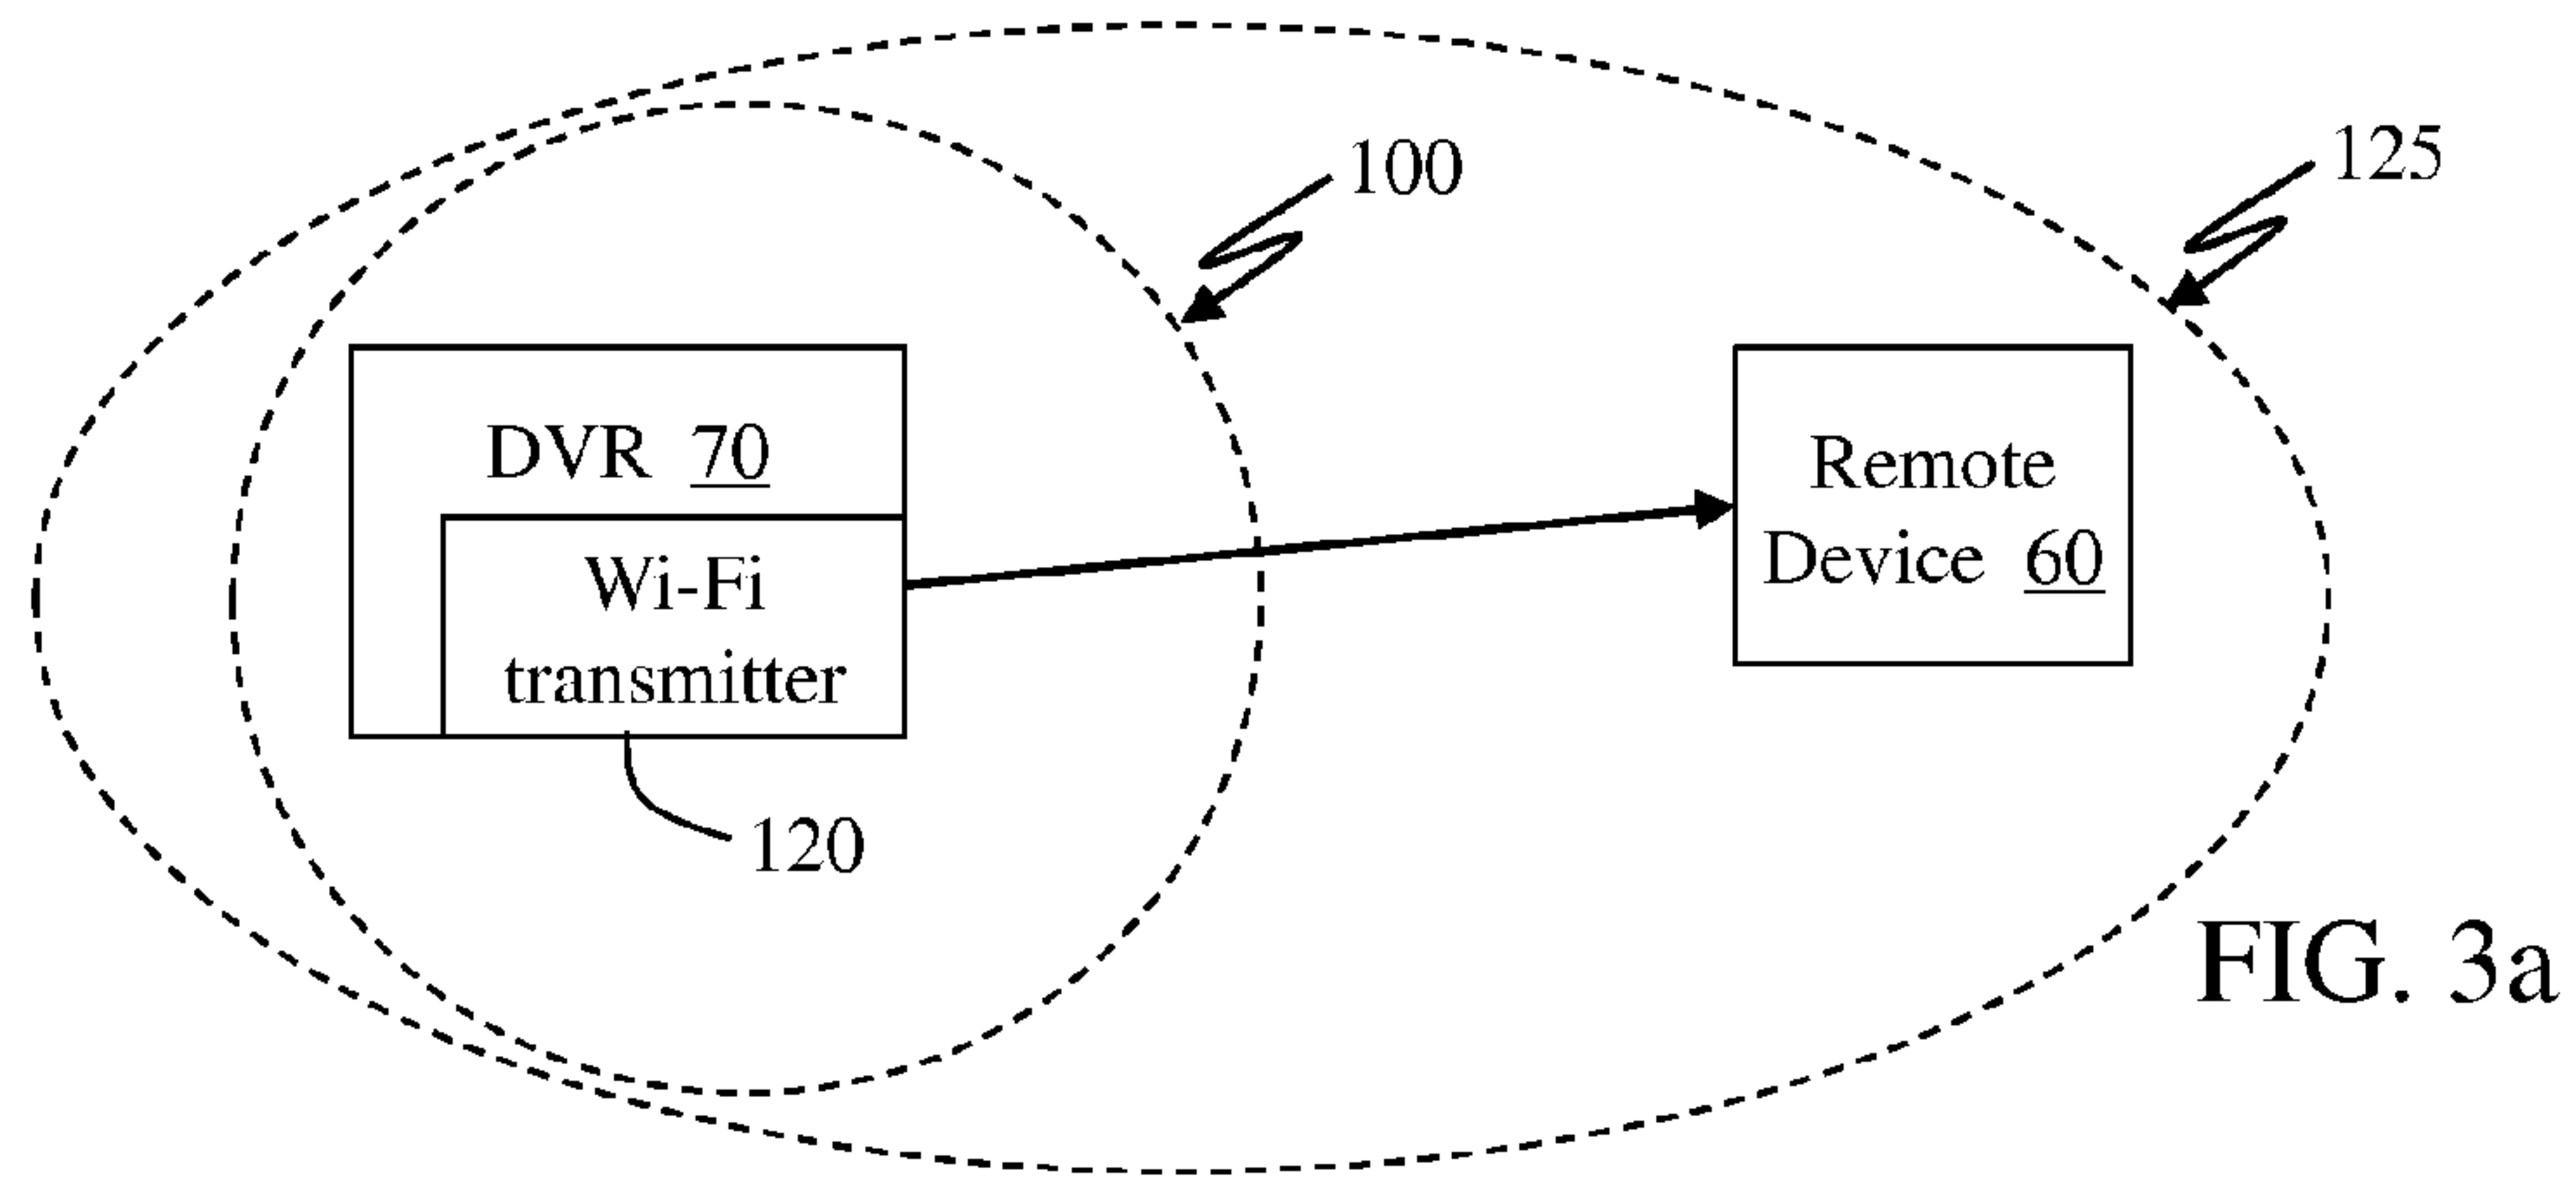 100
125
DVR 70
Wi-Fi
transmitter
120
Remote
Device 60
FIG. 3a